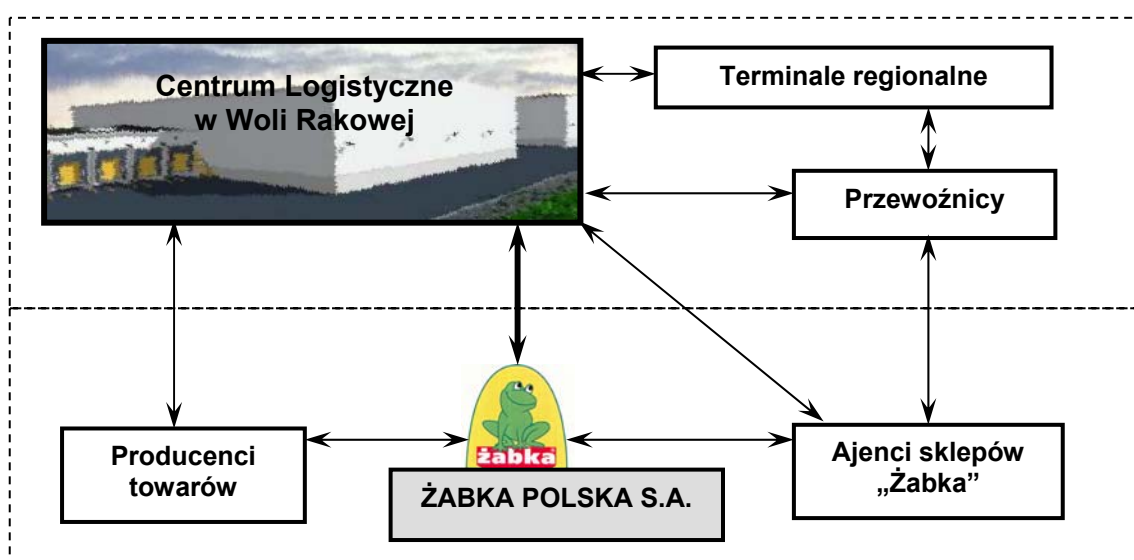 Centrum Logistyczne
w Woli Rakowej
Terminale regionalne
Przewoźnicy
Producenci
towarów
żabka
ŻABKA POLSKA S.A.
Ajenci sklepów
„Żabka”